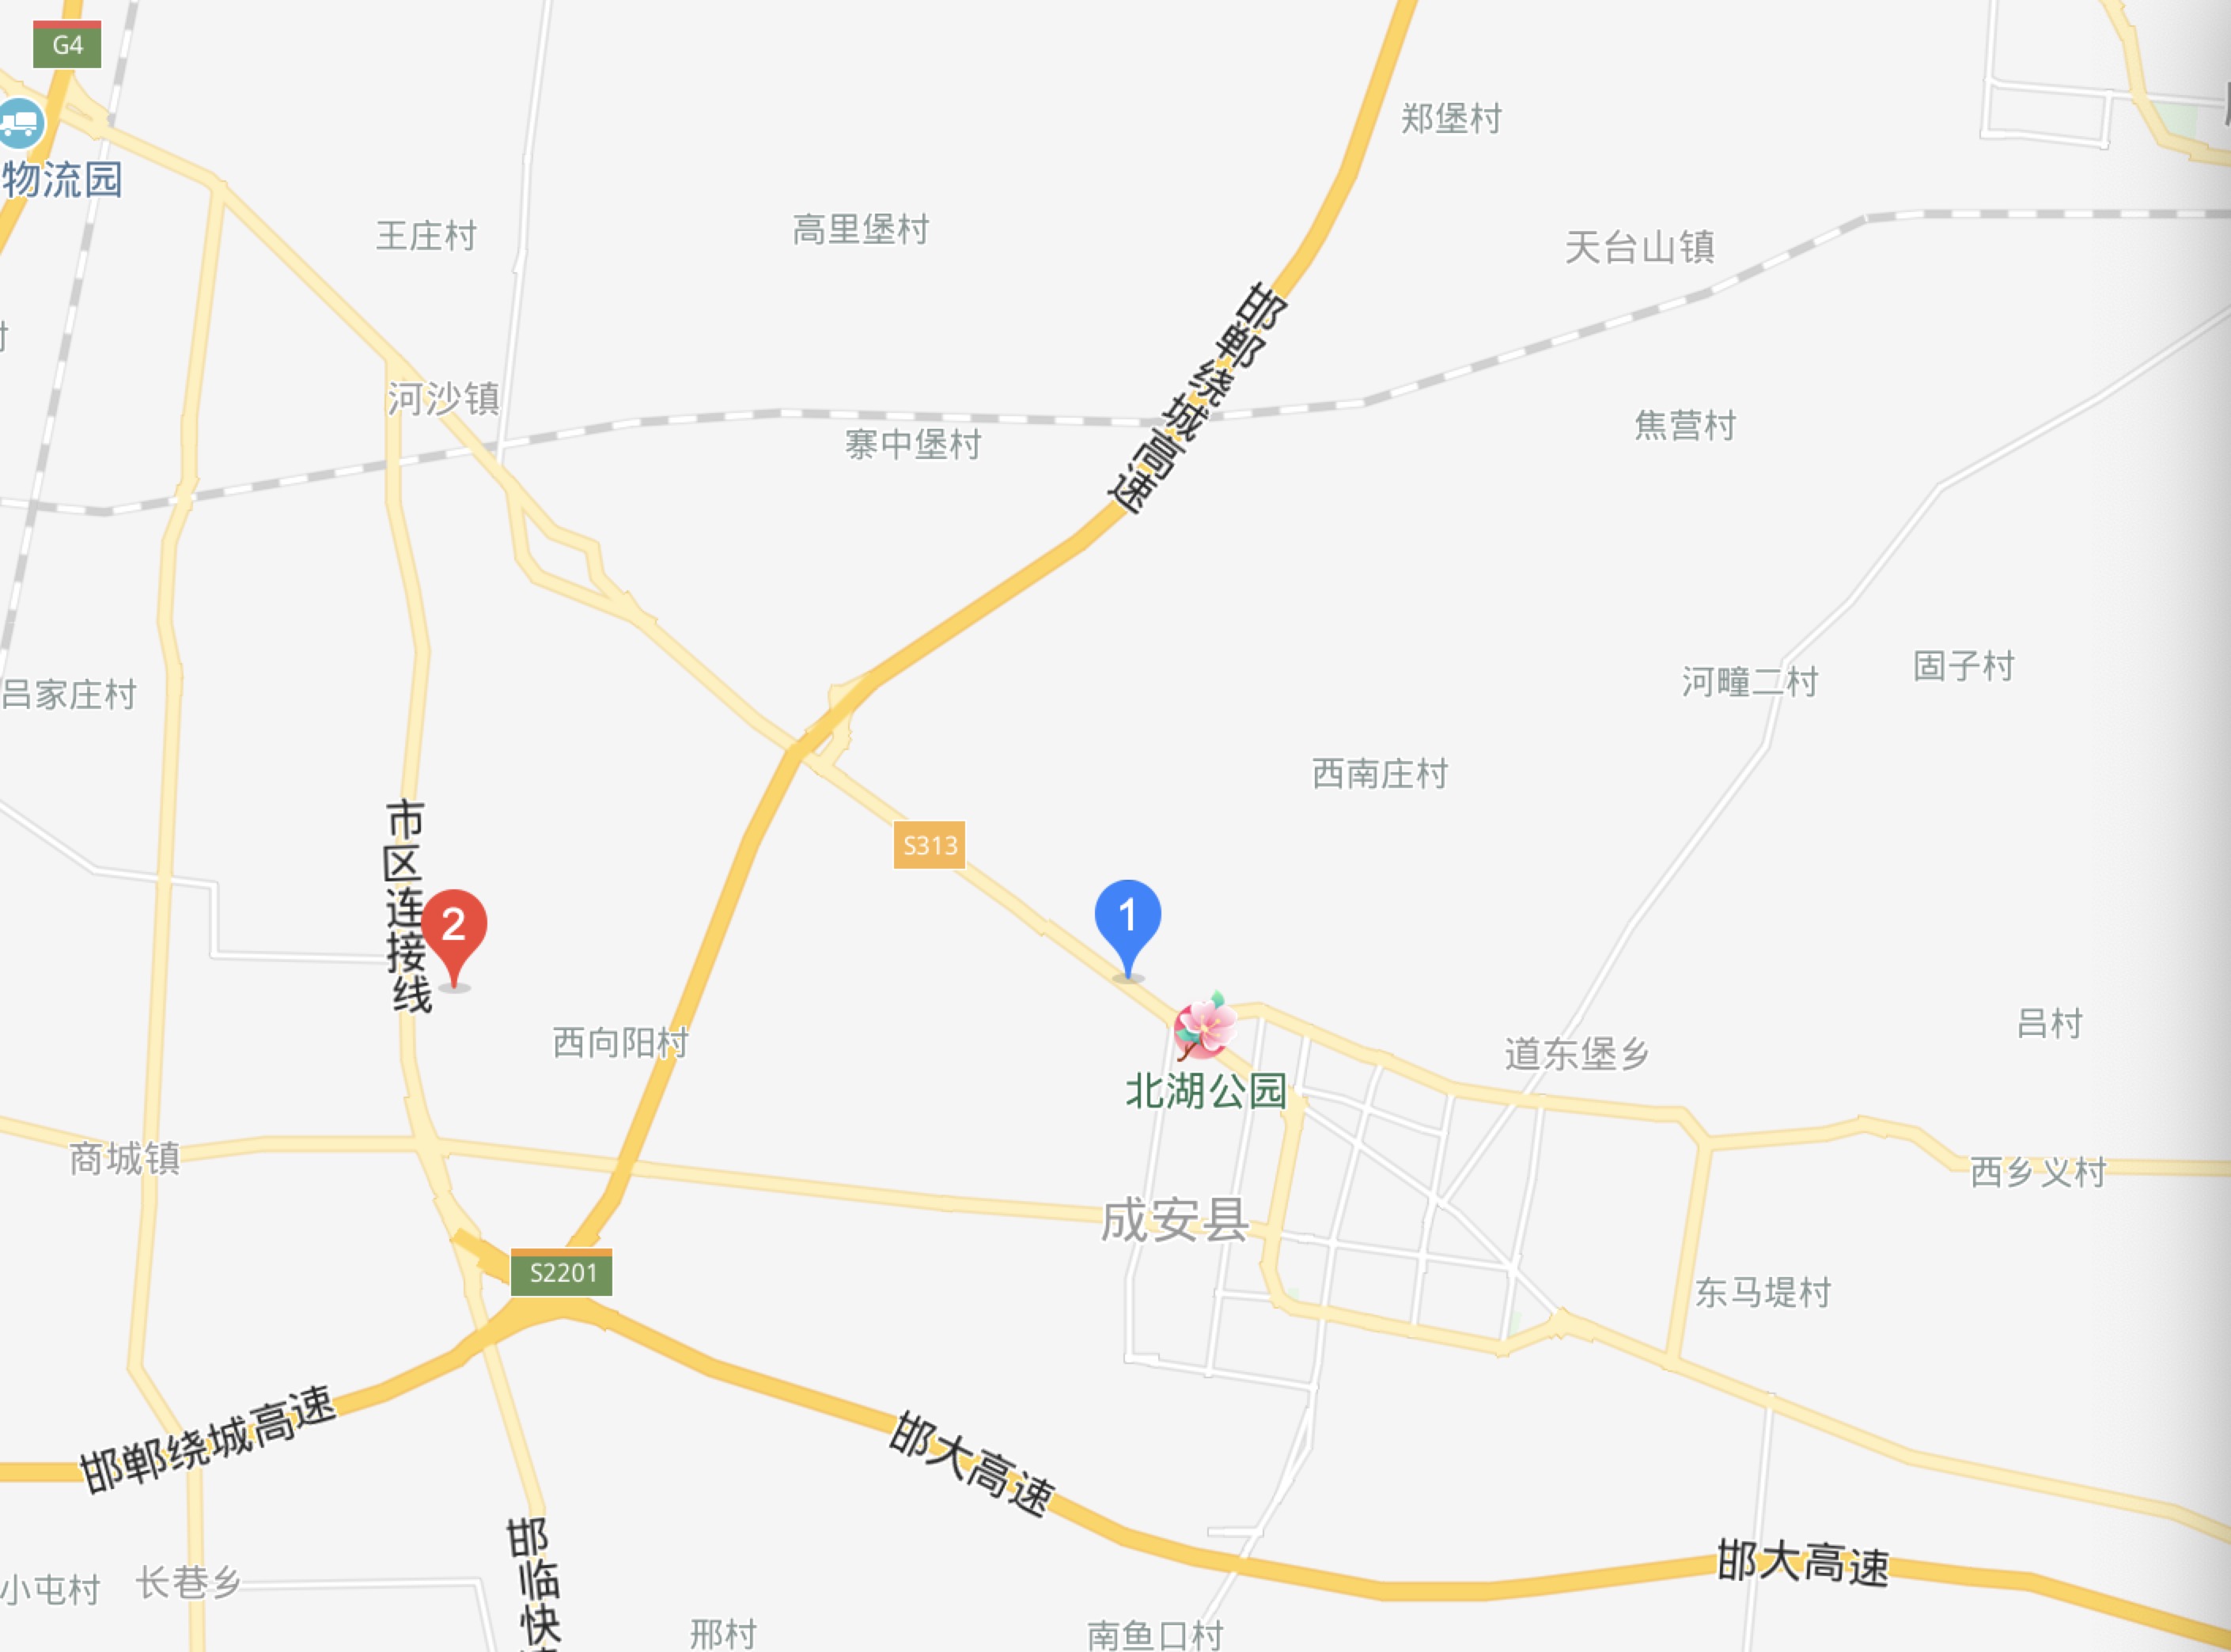 G4
物流园
郑堡村
王庄村
高里堡村
天台山镇
邯郸绕城高速
村
河沙镇
寨中堡村
焦营村
吕家庄村
河疃二村
固子村
西南庄村
市区连接线
S313
2
1
西向阳村
北湖公园
道东堡乡
吕村
商城镇
西乡义村
成安县
S2201
东马堤村
邯郸绕城高速
邯大高速
邯临快
邯大高速
小屯村
长巷乡
邢村
南鱼口村